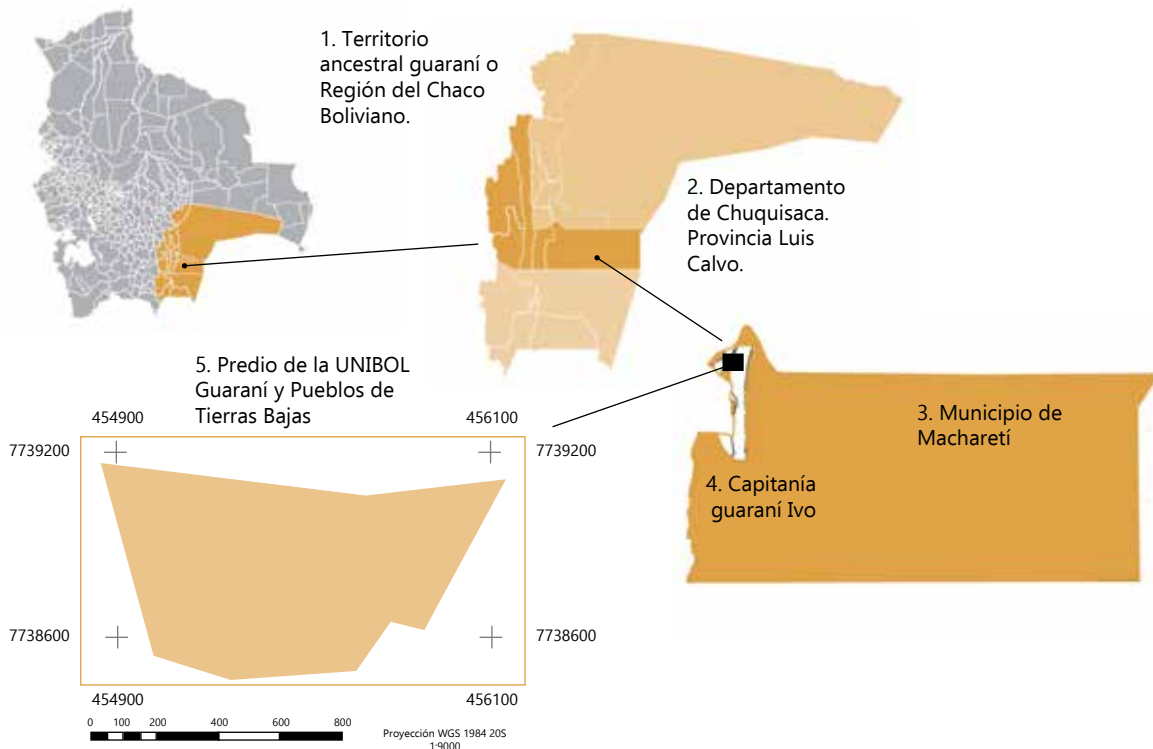 1. Territorio
ancestral guaraní o
Región del Chaco
Boliviano.
2. Departamento
de Chuquisaca.
Provincia Luis
Calvo.
3. Municipio de
Macharetí
4. Capitanía
guaraní Ivo
5. Predio de la UNIBOL
Guaraní y Pueblos de
Tierras Bajas
454900 456100
7739200 7739200
7738600 7738600
454900 456100
0 100 200 400 600 800
Proyección WGS 1984 20S
1:9000